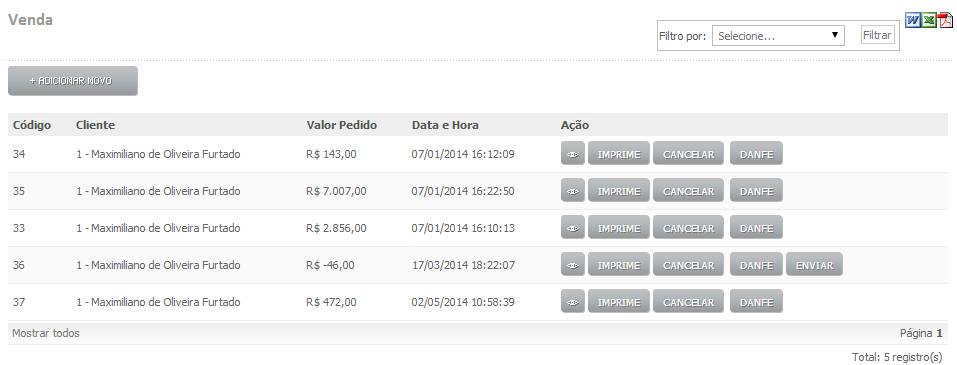 Venda
Filtro por: Selecione... Filtrar
+ ADICIONAR NOVO
Código Cliente Valor Pedido Data e Hora Ação
34 1 - Maximiliano de Oliveira Furtado R$ 143,00 07/01/2014 16:12:09 IMPRIME CANCELAR DANFE
35 1 - Maximiliano de Oliveira Furtado R$ 7.007,00 07/01/2014 16:22:50 IMPRIME CANCELAR DANFE
33 1 - Maximiliano de Oliveira Furtado R$ 2.856,00 07/01/2014 16:10:13 IMPRIME CANCELAR DANFE
36 1 - Maximiliano de Oliveira Furtado R$ -46,00 17/03/2014 18:22:07 IMPRIME CANCELAR DANFE ENVIAR
37 1 - Maximiliano de Oliveira Furtado R$ 472,00 02/05/2014 10:58:39 IMPRIME CANCELAR DANFE
Mostrar todos Página 1
Total: 5 registro(s)